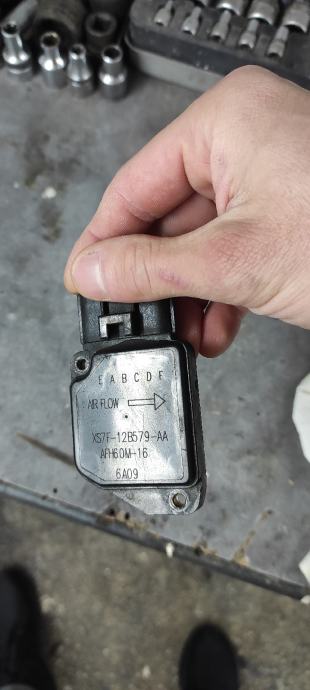 E A B C D F
AIR FLOW
XS7F-12B579-AA
AFH60M-16
6A09